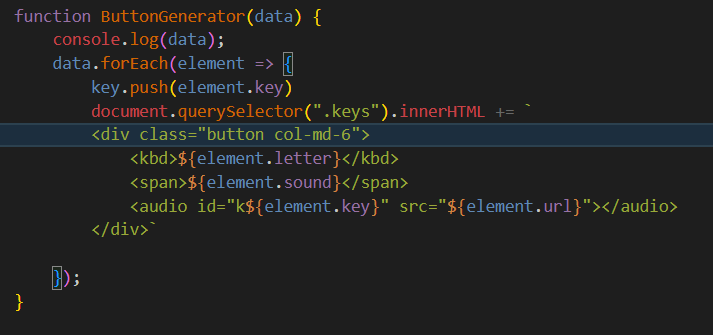 function ButtonGenerator(data) {
    console.log(data);
    data.forEach(element => {
        key.push(element.key)
        document.querySelector(".keys").innerHTML += `
        <div class="button col-md-6">
            <kbd>${element.letter}</kbd>
            <span>${element.sound}</span>
            <audio id="k${element.key}" src="${element.url}"></audio>
        </div>`
    });
}